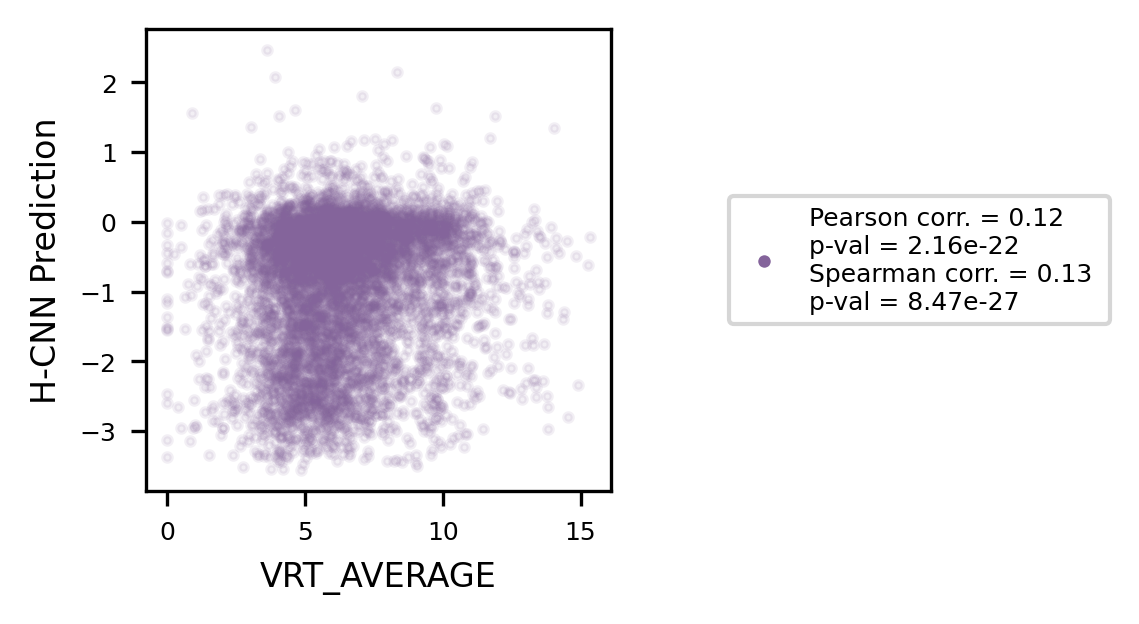 2
1
0
−1
−2
−3
H-CNN Prediction
0 5 10 15
VRT_AVERAGE
Pearson corr. = 0.12
p-val = 2.16e-22
Spearman corr. = 0.13
p-val = 8.47e-27